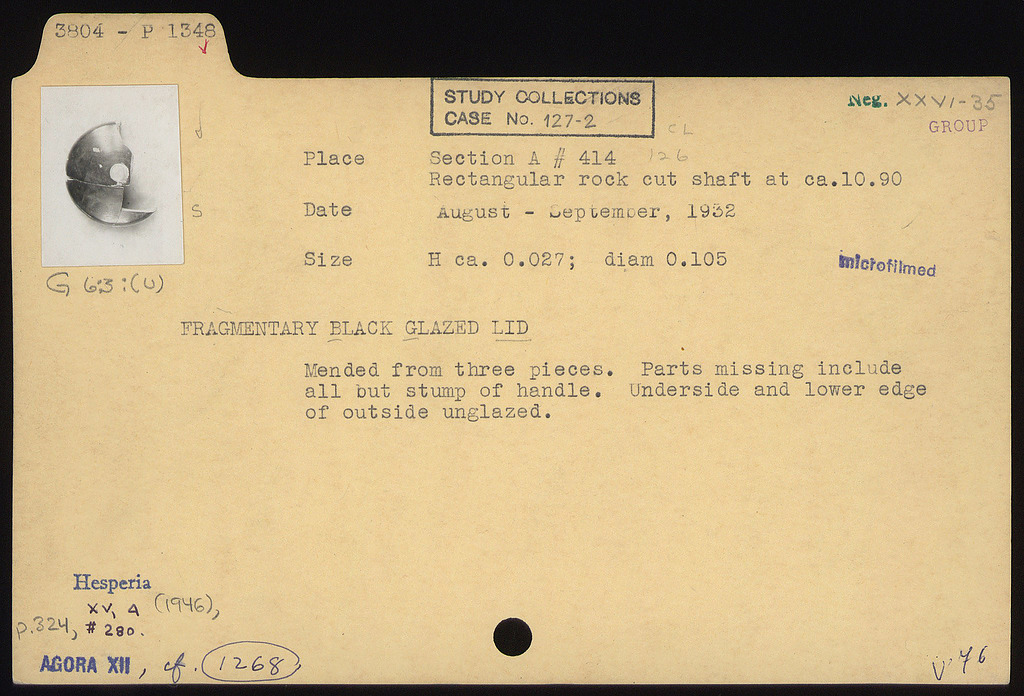 3804 - P 1348
STUDY COLLECTIONS
CASE No. 127-2
Neg. XXVI-35
GROUP
CL
Place Section A # 414 126
Rectangular rock cut shaft at ca.10.90
S
Date August - September, 1932
Size H ca. 0.027; diam 0.105
microfilmed
G 6:3:(U)
FRAGMENTARY BLACK GLAZED LID
Mended from three pieces. Parts missing include
all but stump of handle. Underside and lower edge
of outside unglazed.
Hesperia
XV, 4 (1946),
p.324, # 280.
AGORA XII, cf. 1268
V 76